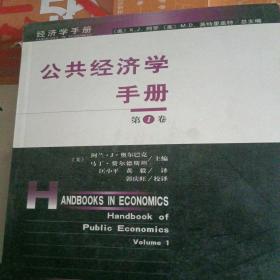 经济学手册
（美）K.J.阿罗（美）M.D.英特里盖特/总主编
公共经济学
手册
第1卷
（美）阿兰·J·奥尔巴克
马丁·费尔德斯坦 主编
匡小平 黄毅 译
郭庆旺/校译
HANDBOOKS IN ECONOMICS
Handbook of
Public Economics
Volume 1